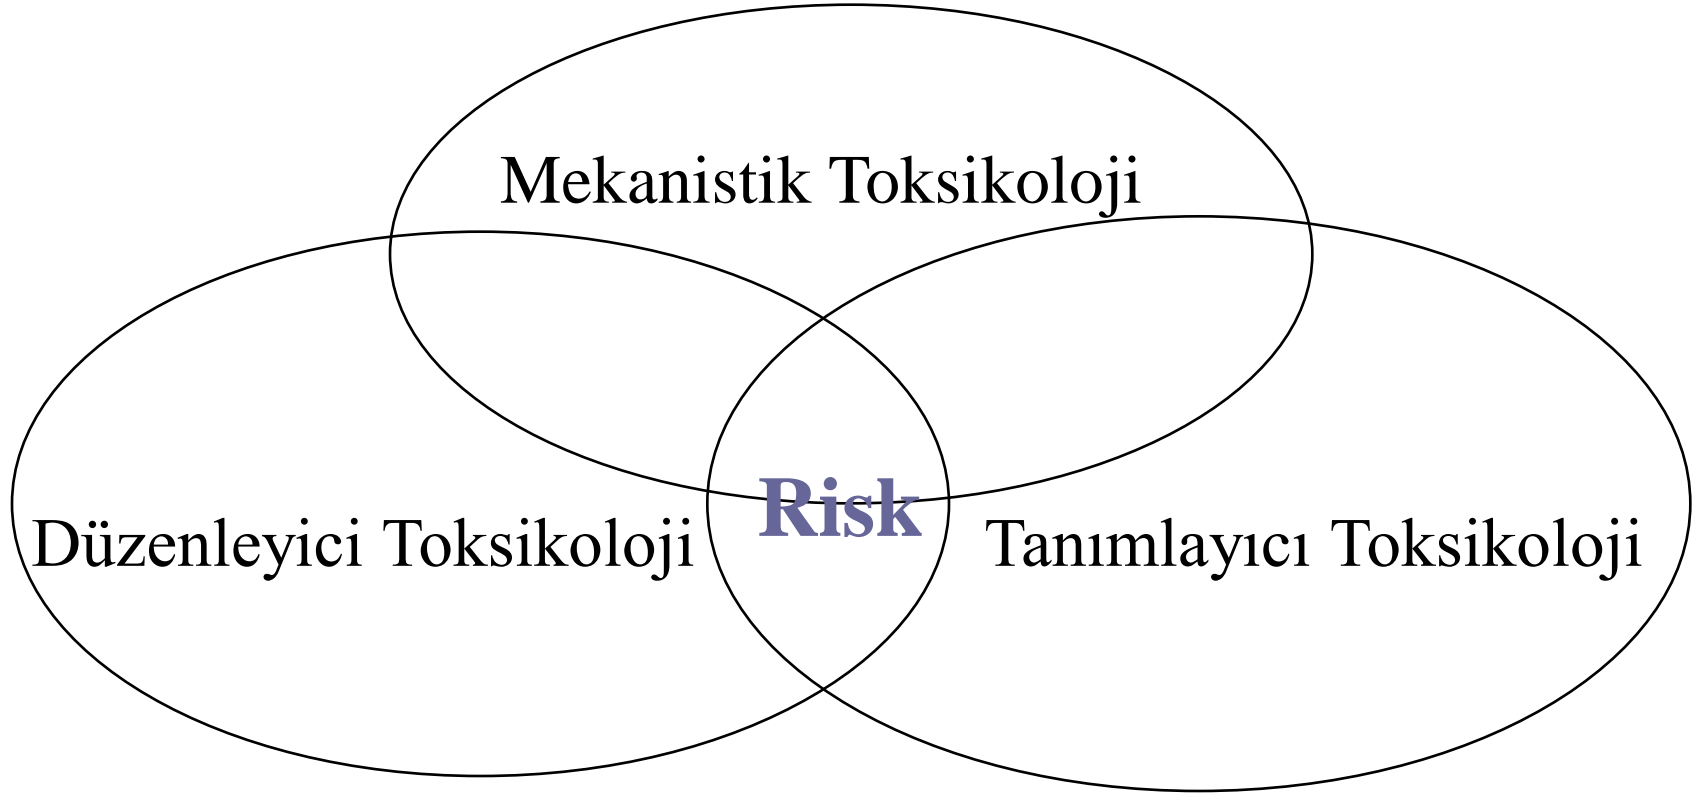 Mekanistik Toksikoloji
Risk
Düzenleyici Toksikoloji
Tanımlayıcı Toksikoloji